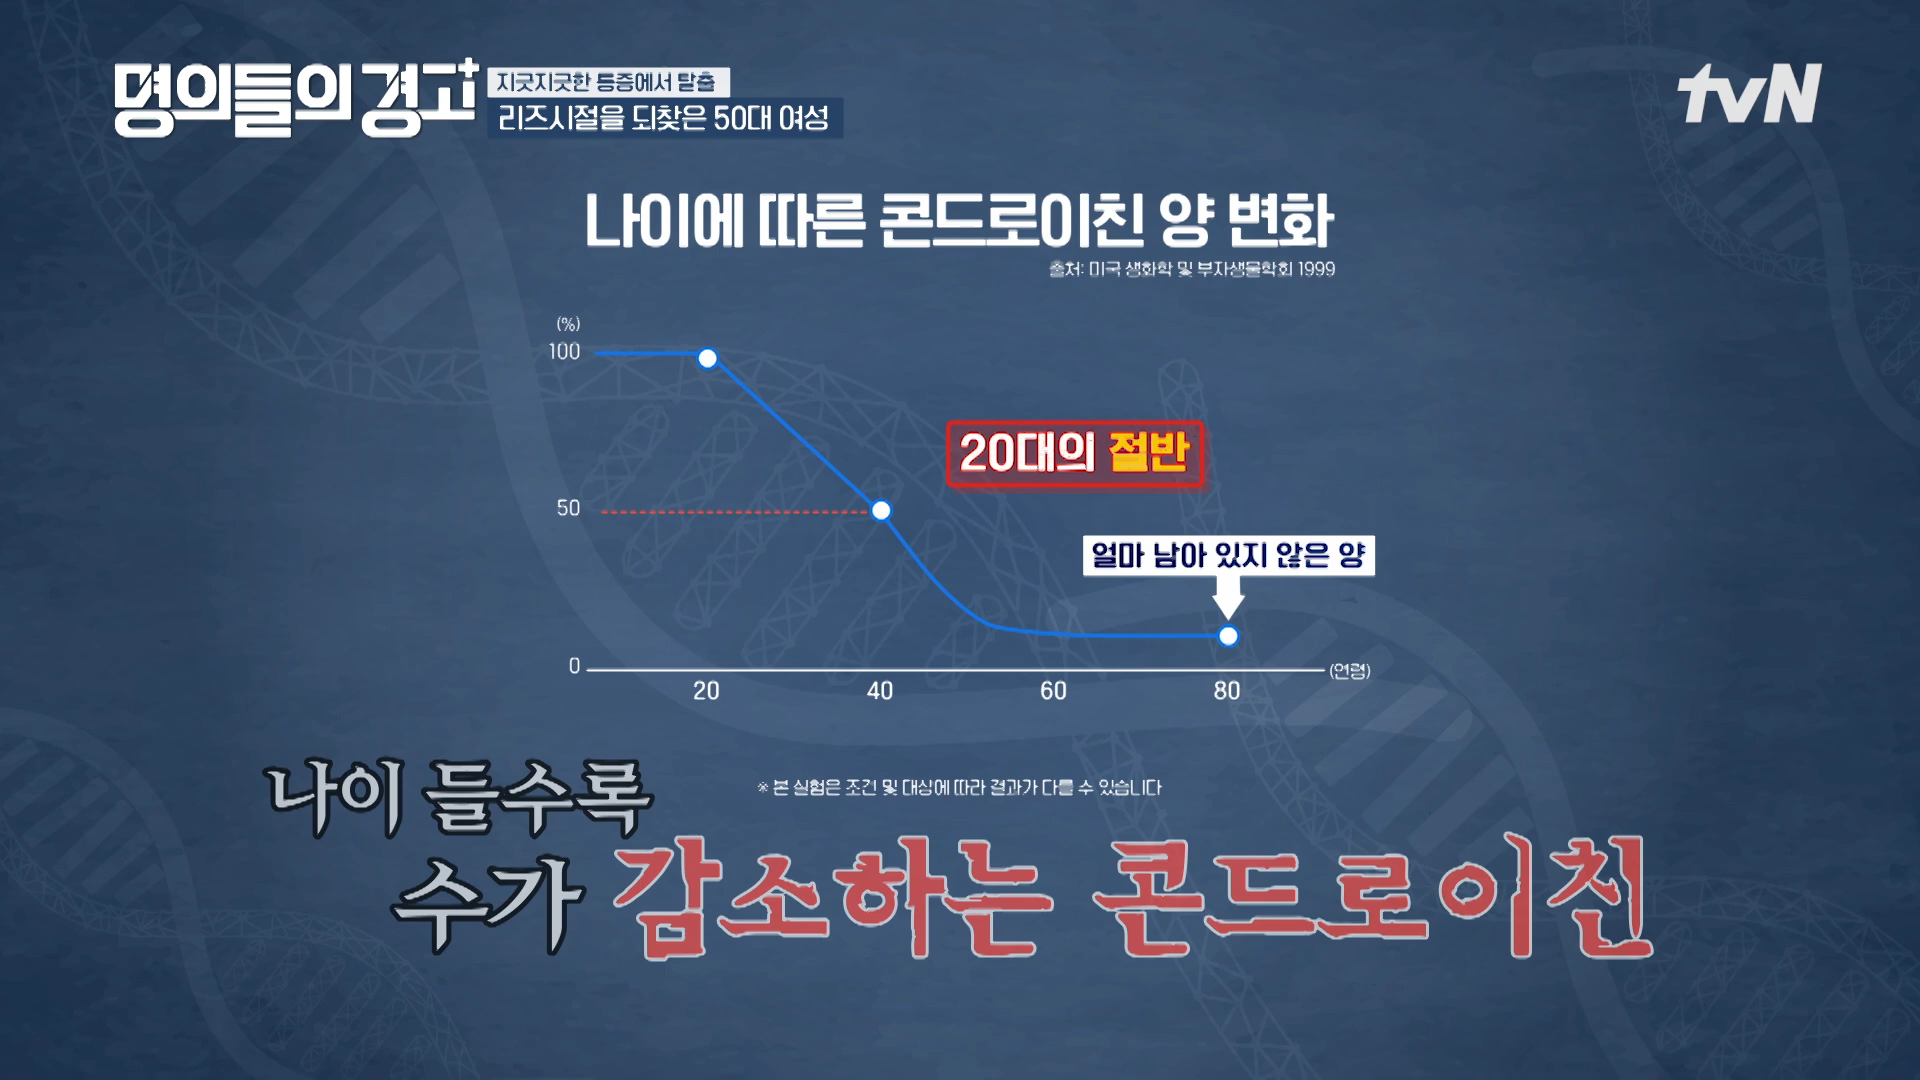 명의들의 경고+
지긋지긋한 통증에서 탈출
리즈시절을 되찾은 50대 여성
tvN
나이에 따른 콘드로이친 양 변화
출처: 미국 생화학 및 분자생물학회 1999
(%)
100
20대의 절반
50
얼마 남아 있지 않은 양
0
(연령)
20 40 60 80
※ 본 실험은 조건 및 대상에 따라 결과가 다를 수 있습니다
나이 들수록
수가 감소하는 콘드로이친